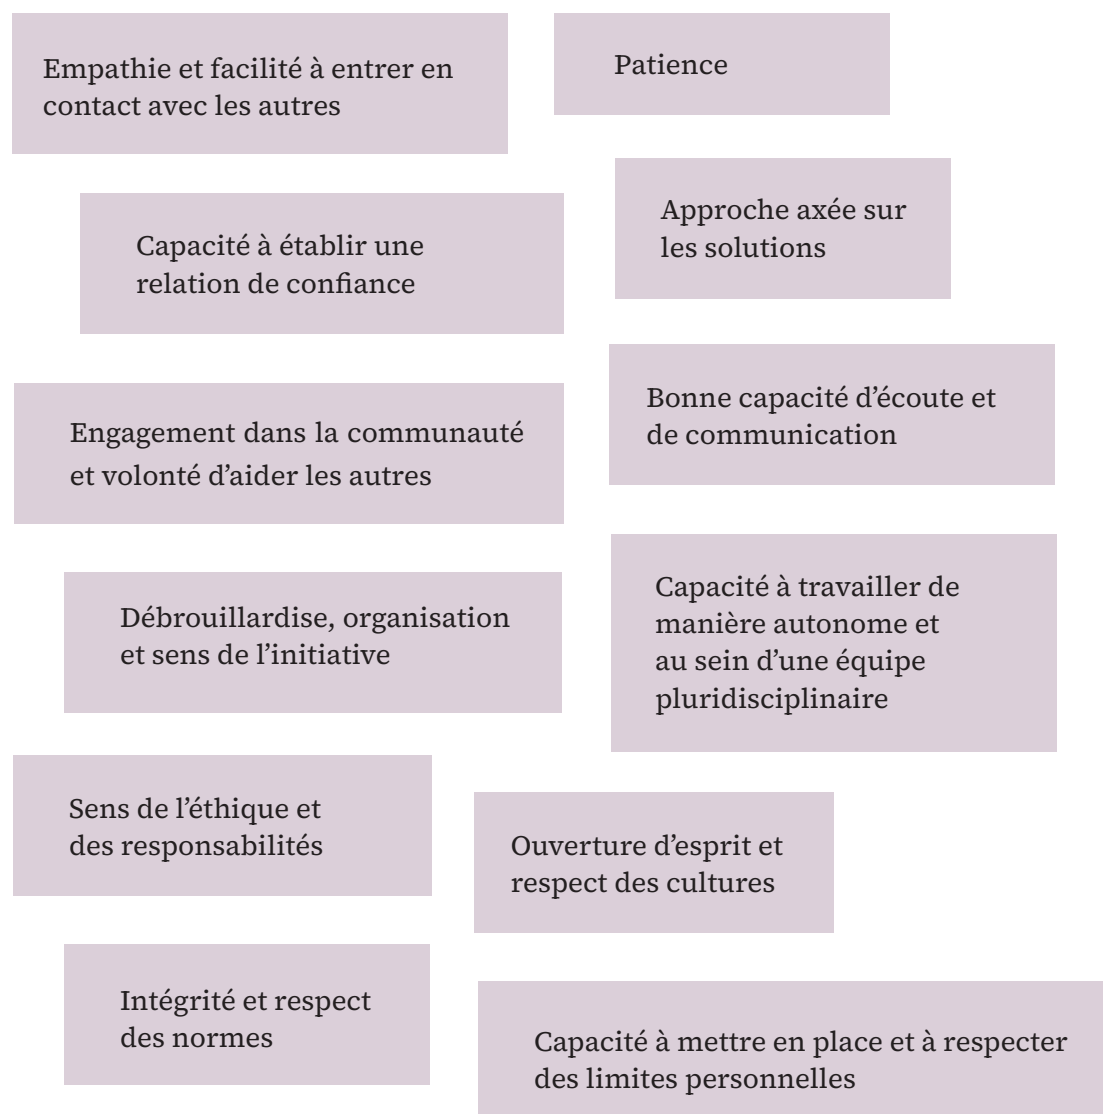 Empathie et facilité à entrer en
contact avec les autres
Patience
Capacité à établir une
relation de confiance
Approche axée sur
les solutions
Engagement dans la communauté
et volonté d’aider les autres
Bonne capacité d’écoute et
de communication
Débrouillardise, organisation
et sens de l’initiative
Capacité à travailler de
manière autonome et
au sein d’une équipe
pluridisciplinaire
Sens de l’éthique et
des responsabilités
Ouverture d’esprit et
respect des cultures
Intégrité et respect
des normes
Capacité à mettre en place et à respecter
des limites personnelles